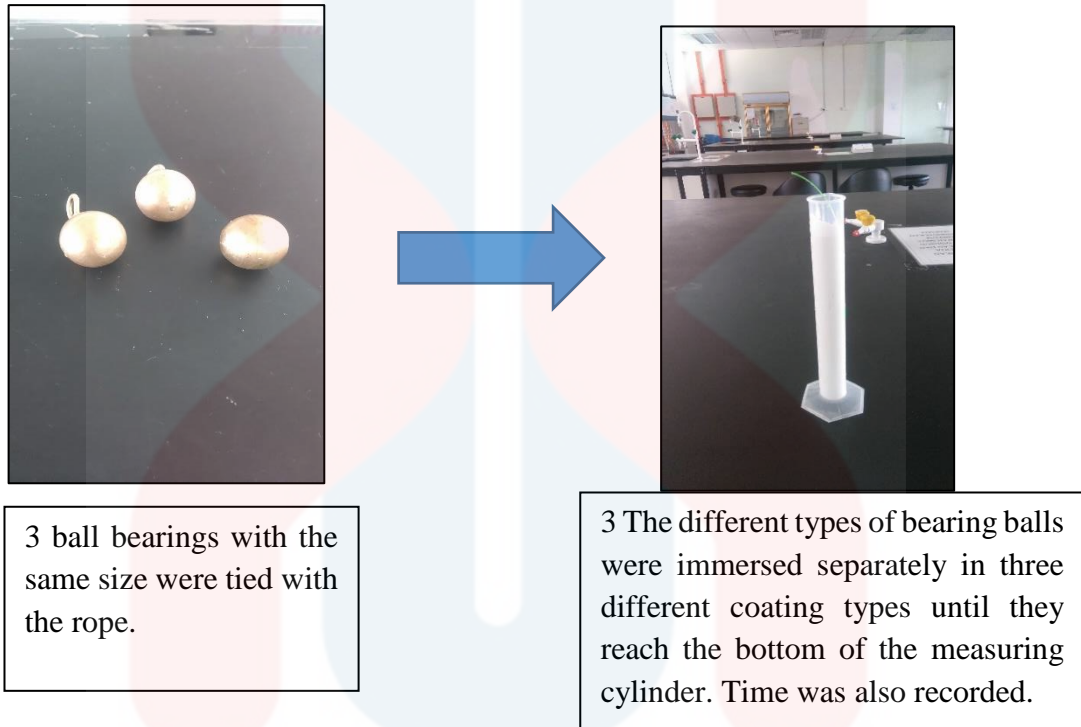 3 ball bearings with the
same size were tied with
the rope.
3 The different types of bearing balls
were immersed separately in three
different coating types until they
reach the bottom of the measuring
cylinder. Time was also recorded.